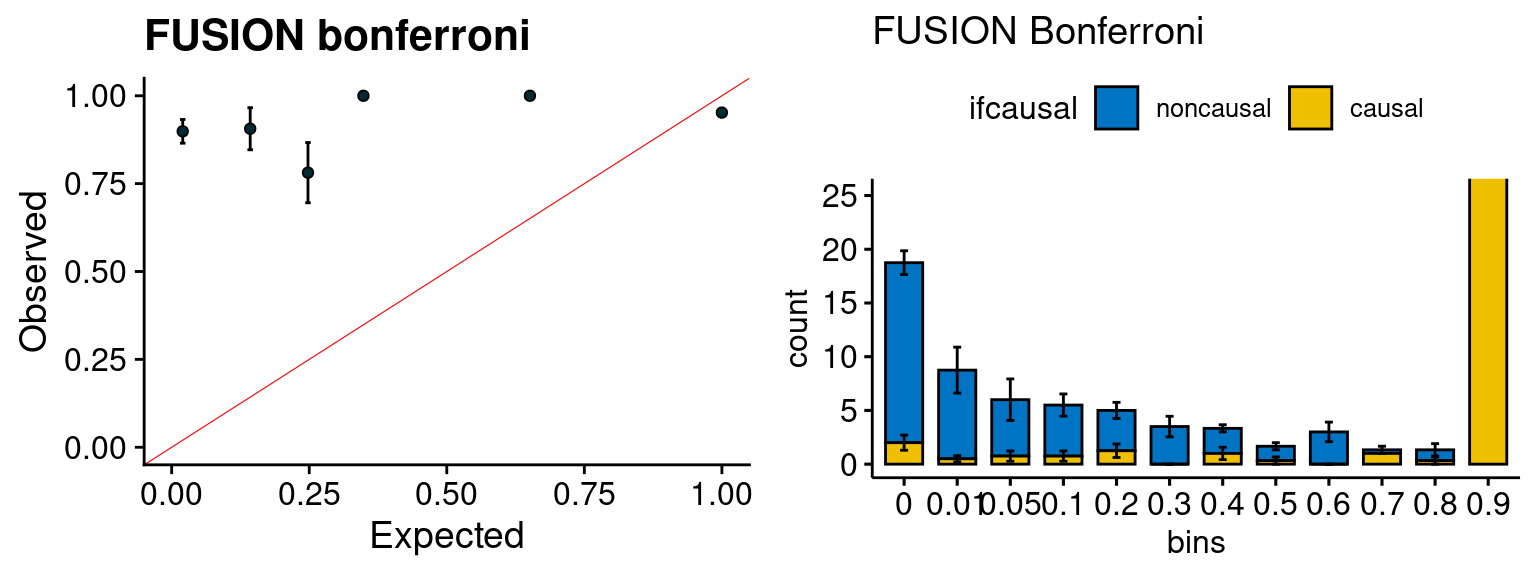 FUSION bonferroni
Observed
1.00
0.75
0.50
0.25
0.00
0.00 0.25 0.50 0.75 1.00
Expected
FUSION Bonferroni
ifcausal noncausal causal
count
25
20
15
10
5
0
0 0.01 0.05 0.1 0.2 0.3 0.4 0.5 0.6 0.7 0.8 0.9
bins